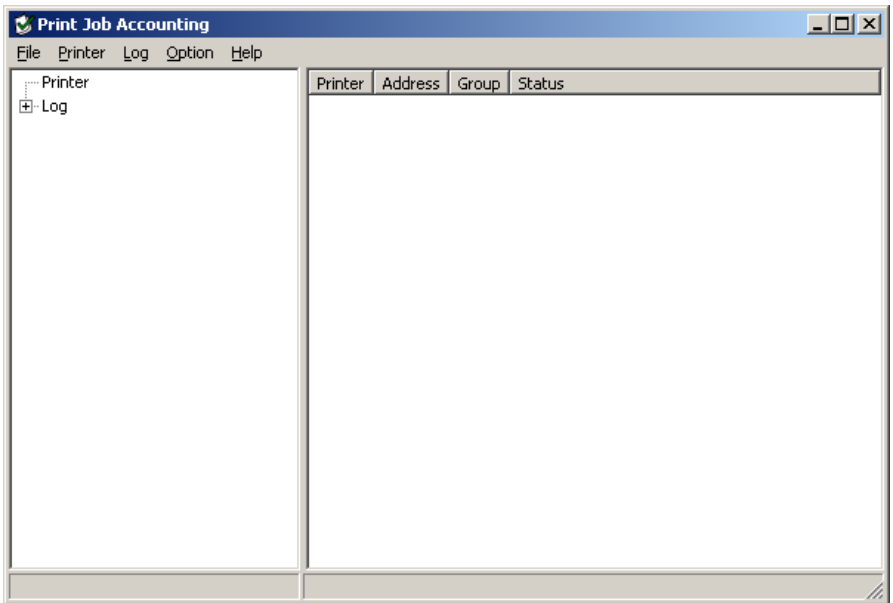 Print Job Accounting
File Printer Log Option Help
Printer
Log
Printer Address Group Status